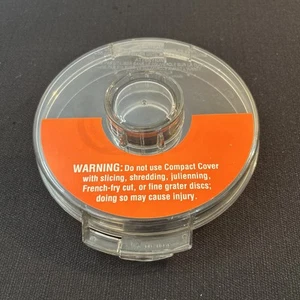 WARNING: Do not use Compact Cover
with slicing, shredding, julienning,
French-fry cut, or fine grater discs;
doing so may cause injury.